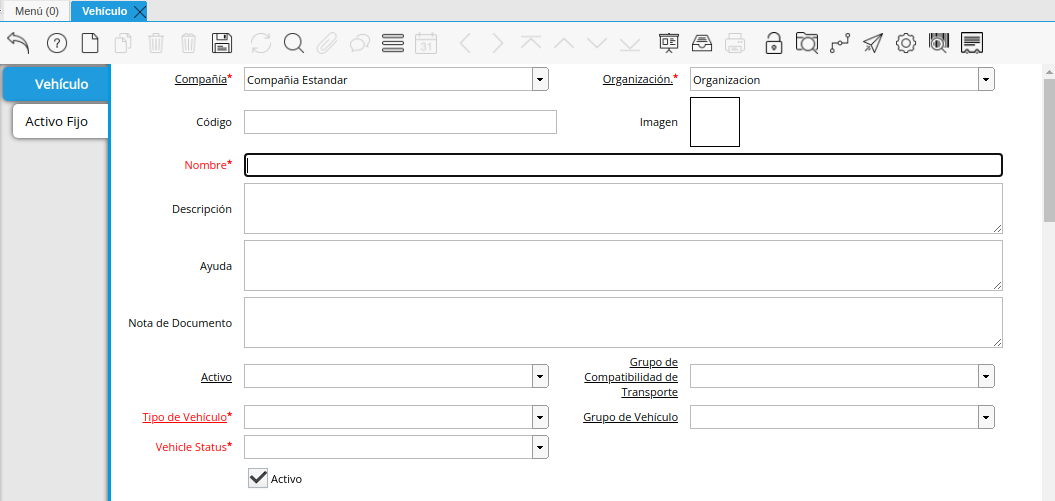 Menú (0) Vehículo
31
Vehículo
Activo Fijo
Compañía* Compañia Estandar Organización.* Organizacion
Código Imagen
Nombre*
Descripción
Ayuda
Nota de Documento
Activo Grupo de
Compatibilidad de
Transporte
Tipo de Vehículo* Grupo de Vehículo
Vehicle Status*
Activo